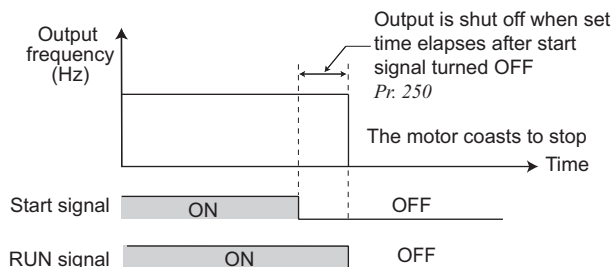 Output
frequency
(Hz)
Output is shut off when set
time elapses after start
signal turned OFF
Pr. 250
The motor coasts to stop
Time
Start signal
ON
OFF
RUN signal
ON
OFF